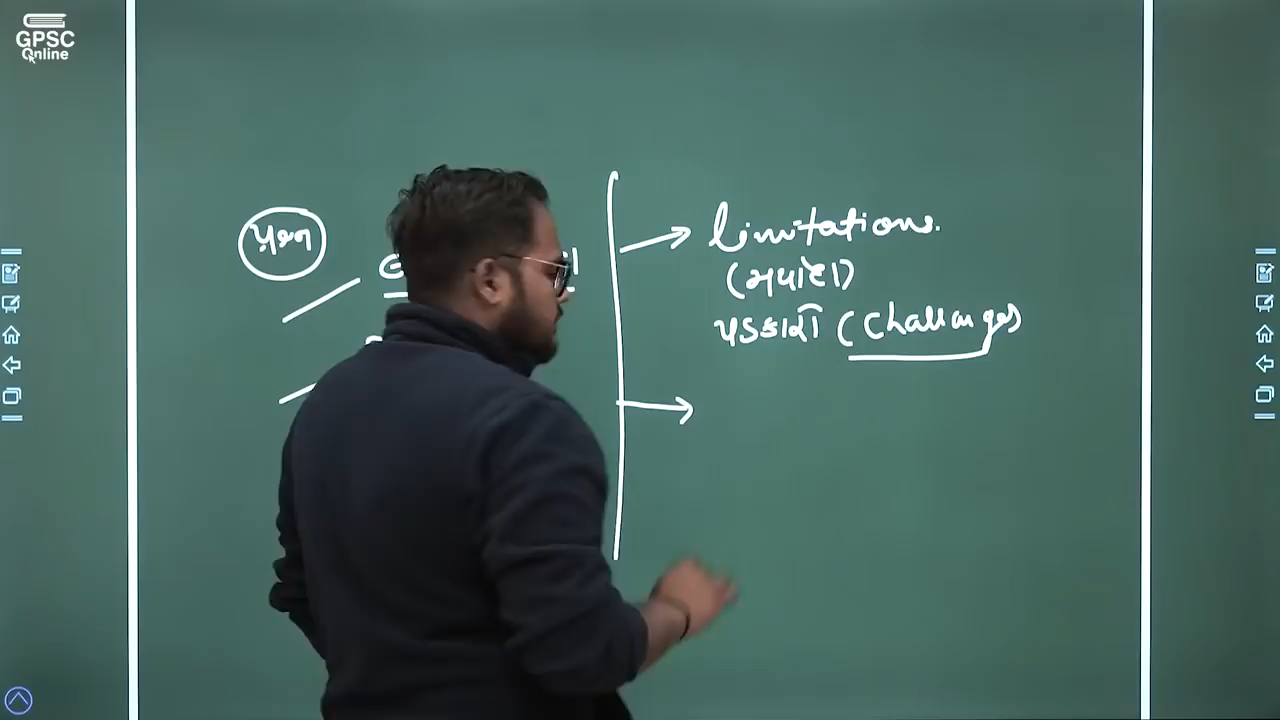 GPSC
Online
પ્રશ્ન
limitations.
(મર્યાદા)
પડકારો (Challenges)